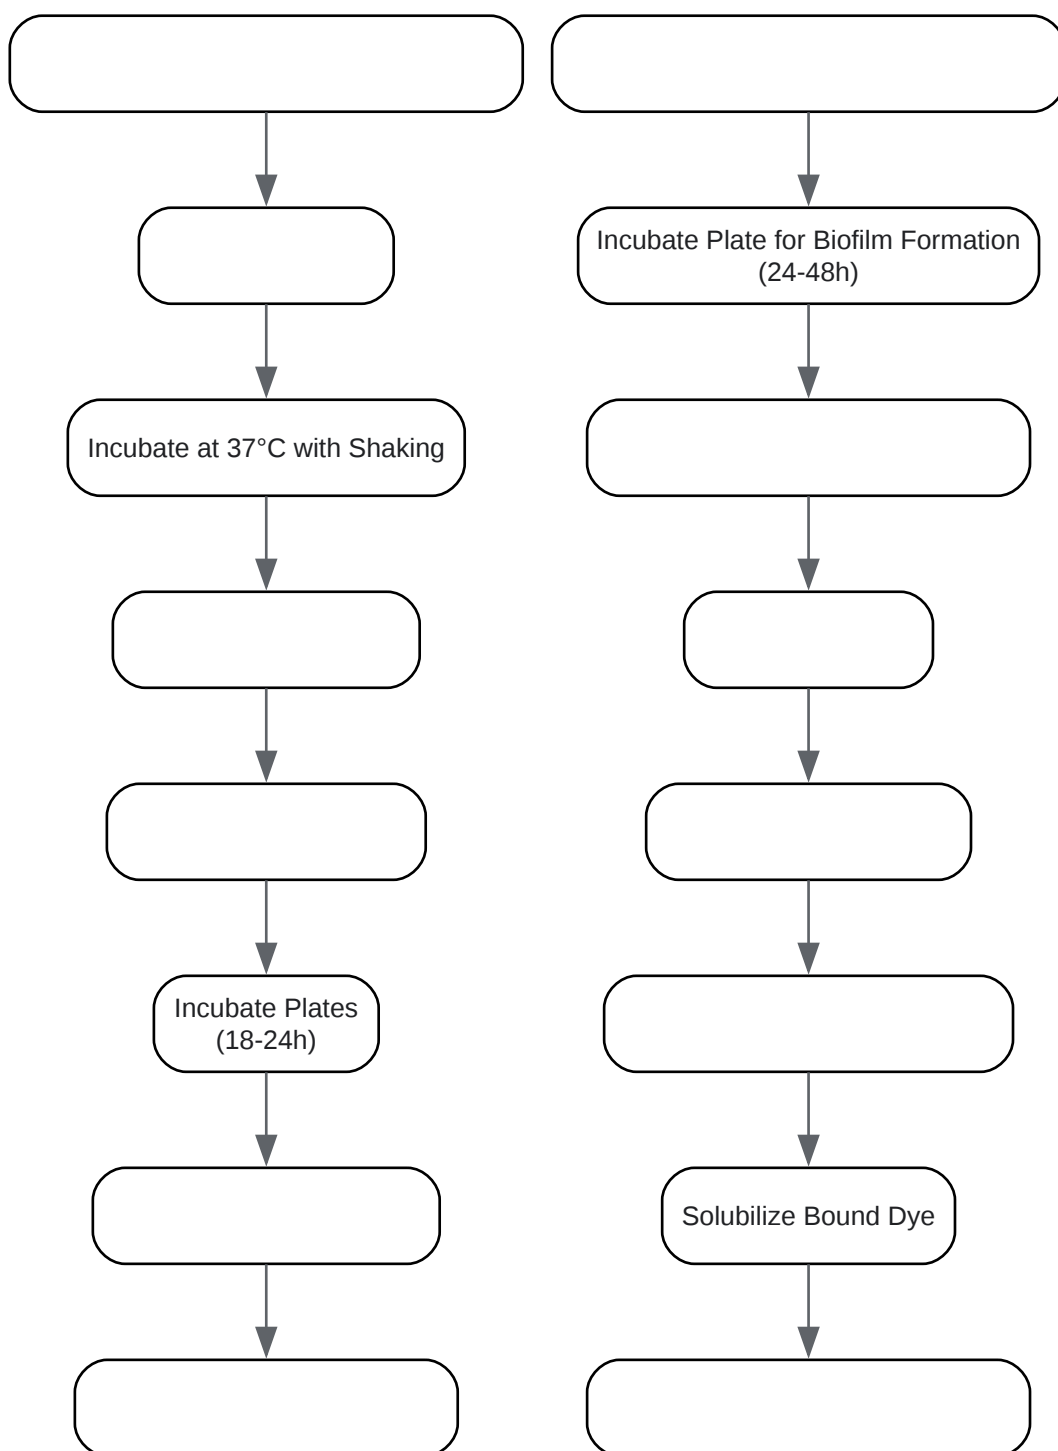 Incubate Plate for Biofilm Formation
(24-48h)
Incubate at 37°C with Shaking
Incubate Plates
(18-24h)
Solubilize Bound Dye